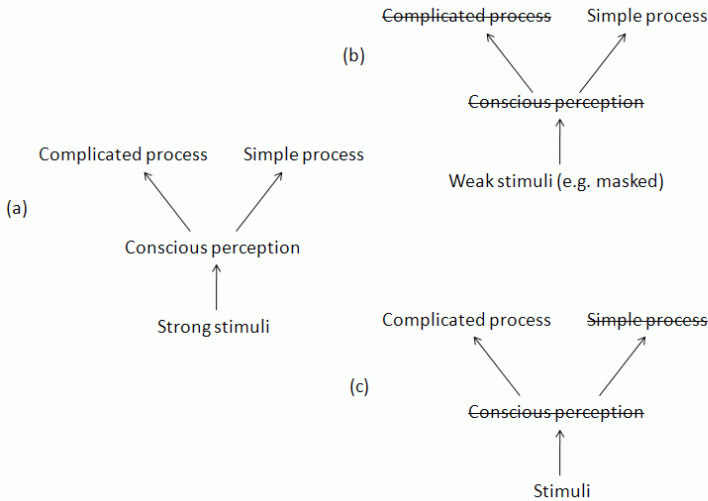 (a)
Complicated process Simple process
Conscious perception
Strong stimuli
(b)
Complicated process Simple process
Conscious perception
Weak stimuli (e.g. masked)
(c)
Complicated process Simple process
Conscious perception
Stimuli